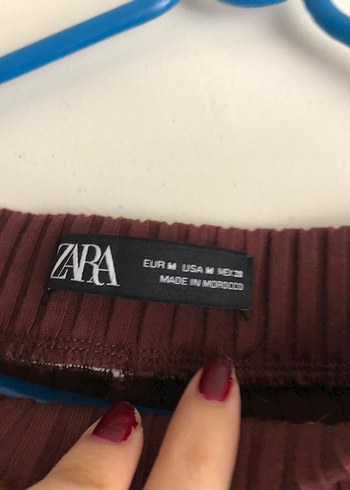 ZARA
EUR M USA M MEX 28
MADE IN MOROCCO